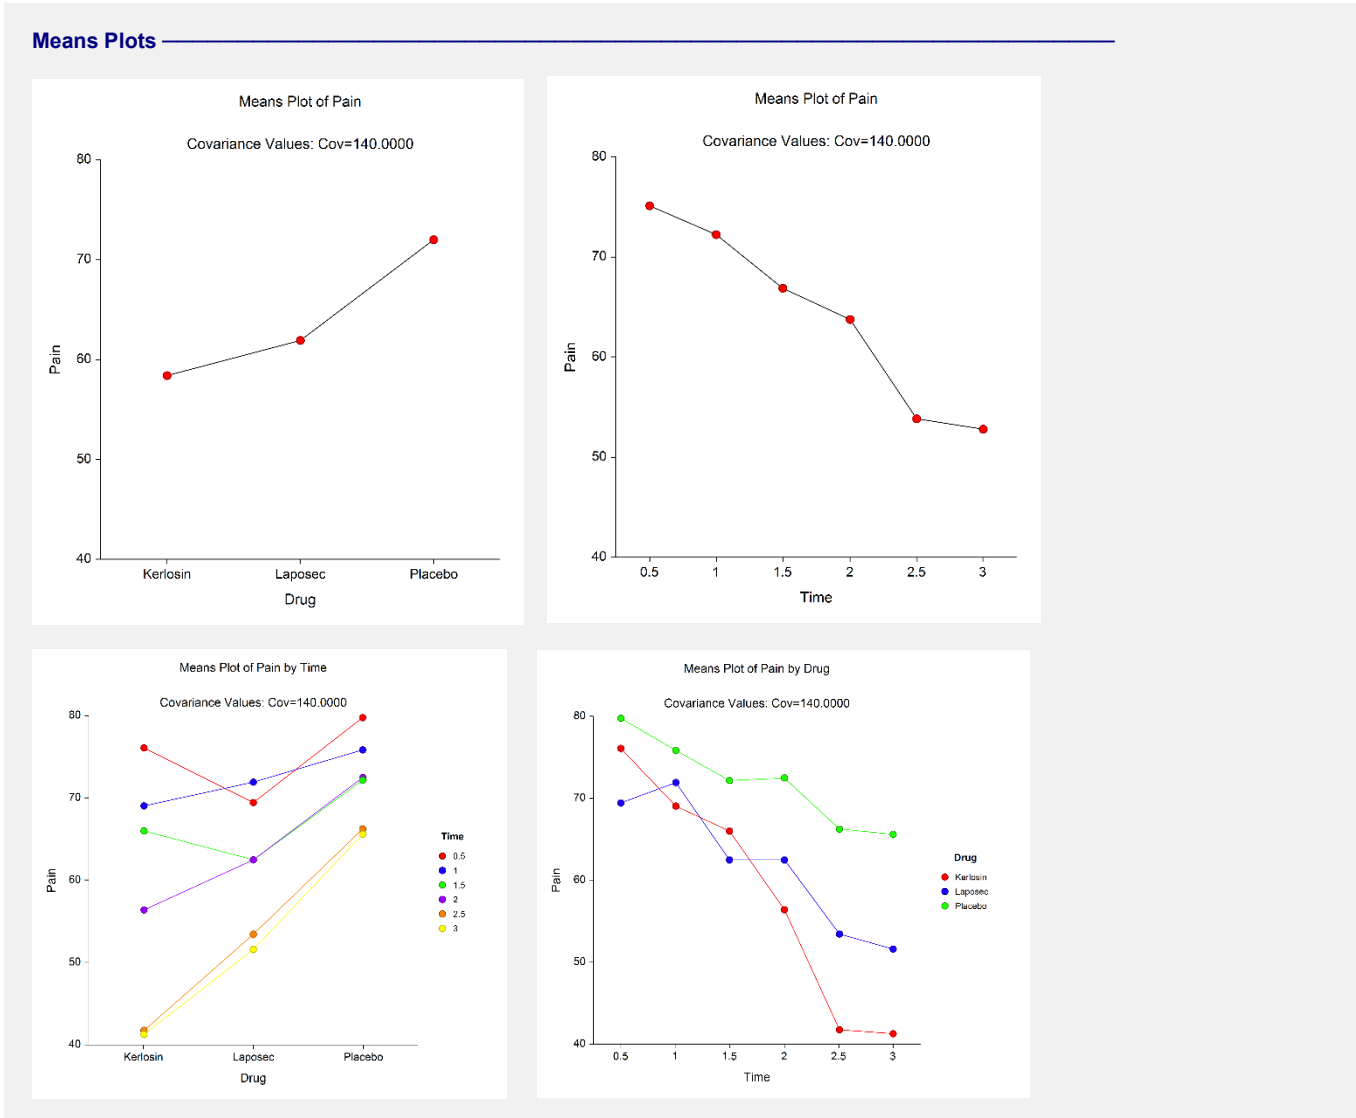 Means Plots
Means Plot of Pain
Covariance Values: Cov=140.0000
80
70
60
50
40
Pain
Kerlosin Laposec Placebo
Drug
Means Plot of Pain
Covariance Values: Cov=140.0000
80
70
60
50
40
Pain
0.5 1 1.5 2 2.5 3
Time
Means Plot of Pain by Time
Covariance Values: Cov=140.0000
80
70
60
50
40
Pain
Kerlosin Laposec Placebo
Drug
Time
0.5
1
1.5
2
2.5
3
Means Plot of Pain by Drug
Covariance Values: Cov=140.0000
80
70
60
50
40
Pain
0.5 1 1.5 2 2.5 3
Time
Drug
Kerlosin
Laposec
Placebo